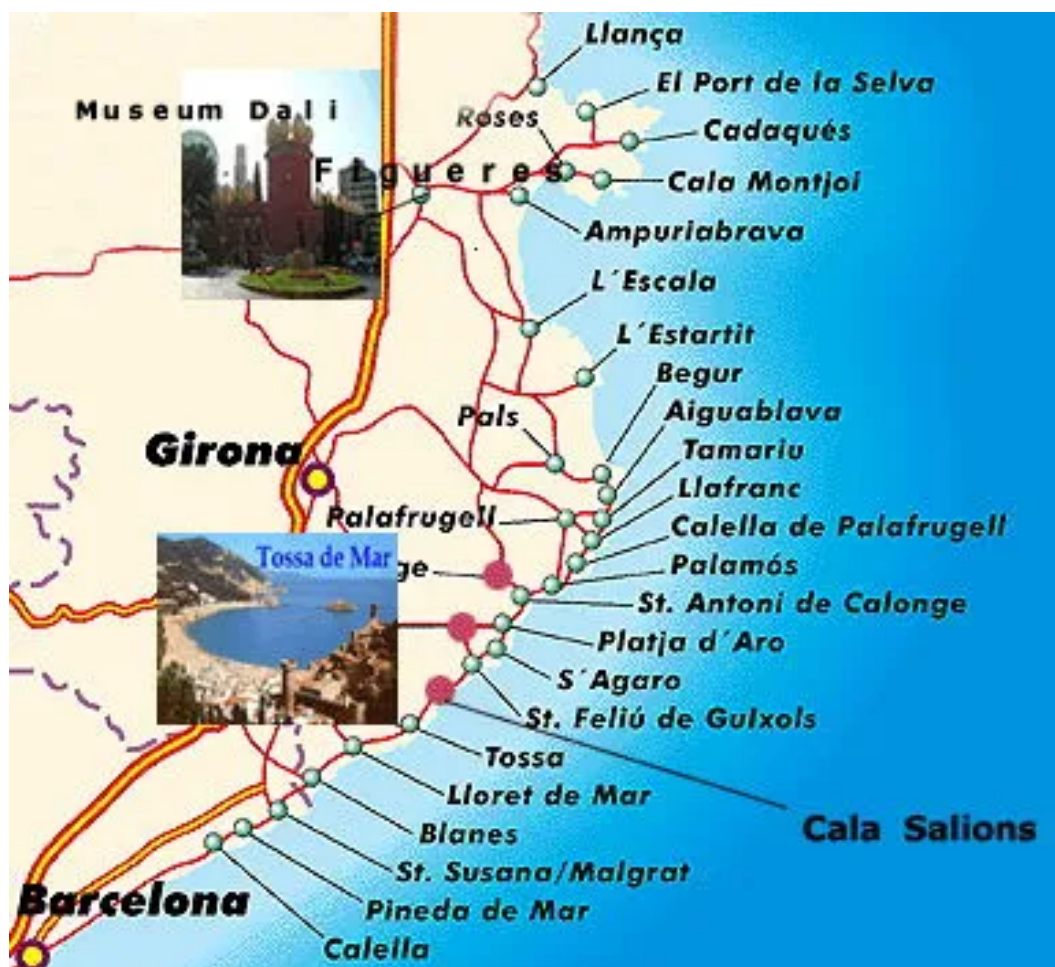 Llança
El Port de la Selva
Museum Dali
Roses
Cadaqués
Figueres
Cala Montjoi
Ampuriabrava
L´Escala
L´Estartit
Begur
Pals
Aiguablava
Girona
Tamariu
Llafranc
Palafrugell
Calella de Palafrugell
Tossa de Mar
ge
Palamós
St. Antoni de Calonge
Platja d´Aro
S´Agaro
St. Feliú de Guíxols
Tossa
Lloret de Mar
Cala Salions
Blanes
St. Susana/Malgrat
Barcelona
Pineda de Mar
Calella